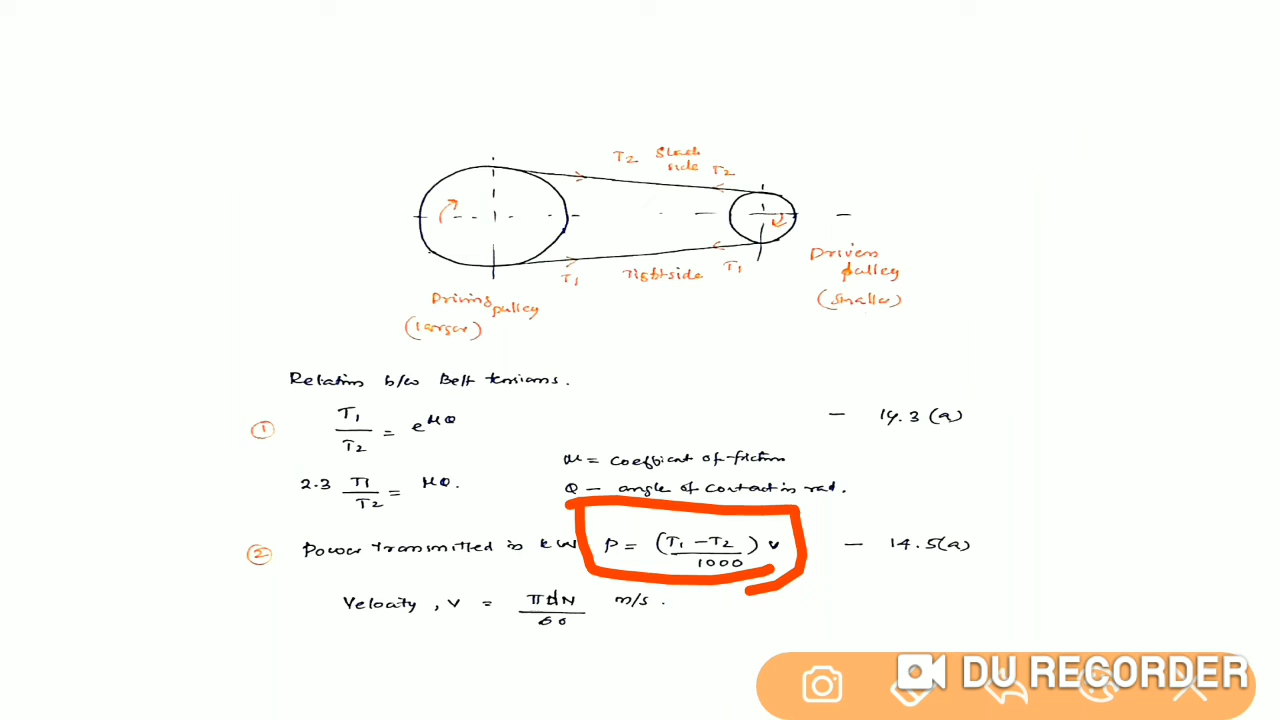 T2 Slack side T2
T1 Tight side T1
Driving pulley
(larger)
Driven pulley
(smaller)
Relation b/w Belt tensions.
① T1/T2 = e^μθ — 14.3(a)
μ = coefficient of friction
2.3 T1/T2 = μθ.
θ — angle of contact in rad.
② Power transmitted in kW P = (T1 - T2)/1000 v — 14.5(a)
Velocity, v = πdN/60 m/s.
DU RECORDER